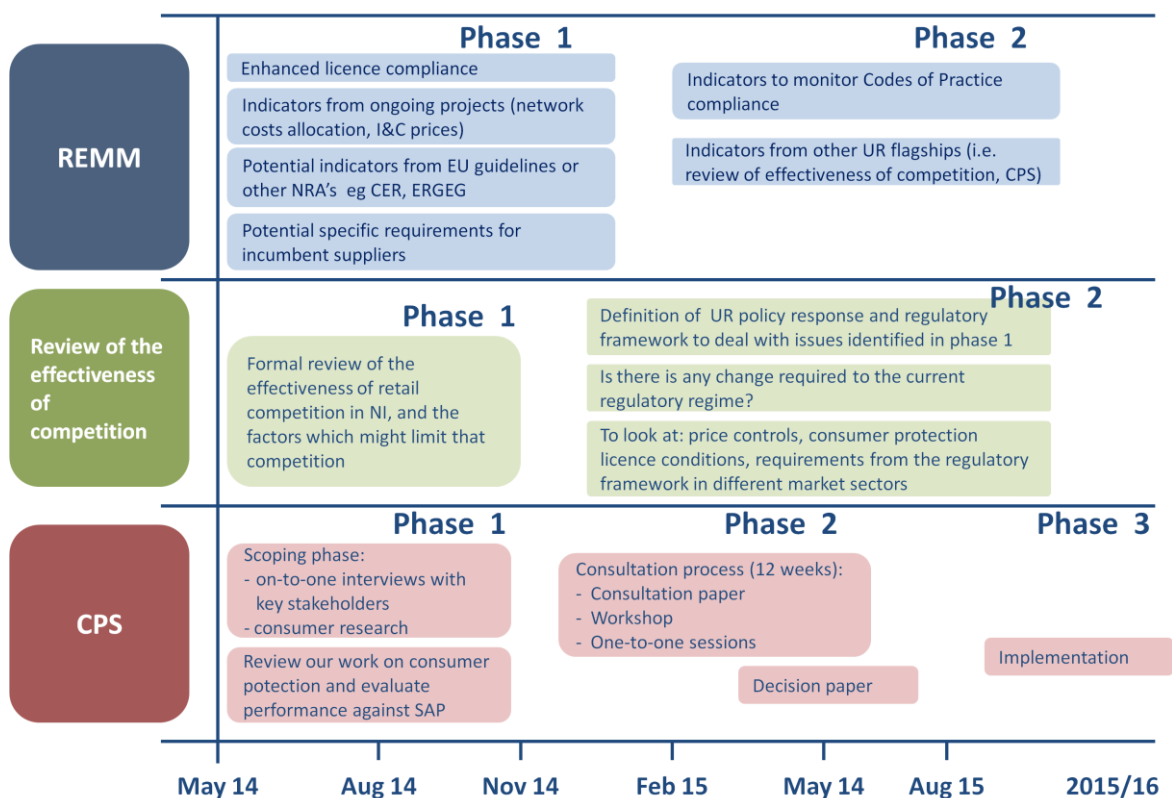 REMM
Phase 1
Enhanced licence compliance
Indicators from ongoing projects (network
costs allocation, I&C prices)
Potential indicators from EU guidelines or
other NRA's eg CER, ERGEG
Potential specific requirements for
incumbent suppliers
Phase 2
Indicators to monitor Codes of Practice
compliance
Indicators from other UR flagships (i.e.
review of effectiveness of competition, CPS)
Review of the
effectiveness
of
competition
Phase 1
Formal review of the
effectiveness of retail
competition in NI, and the
factors which might limit that
competition
Phase 2
Definition of UR policy response and regulatory
framework to deal with issues identified in phase 1
Is there is any change required to the current
regulatory regime?
To look at: price controls, consumer protection
licence conditions, requirements from the regulatory
framework in different market sectors
CPS
Phase 1
Scoping phase:
- on-to-one interviews with
key stakeholders
- consumer research
Review our work on consumer
potection and evaluate
performance against SAP
Phase 2
Consultation process (12 weeks):
- Consultation paper
- Workshop
- One-to-one sessions
Decision paper
Phase 3
Implementation
May 14
Aug 14
Nov 14
Feb 15
May 14
Aug 15
2015/16